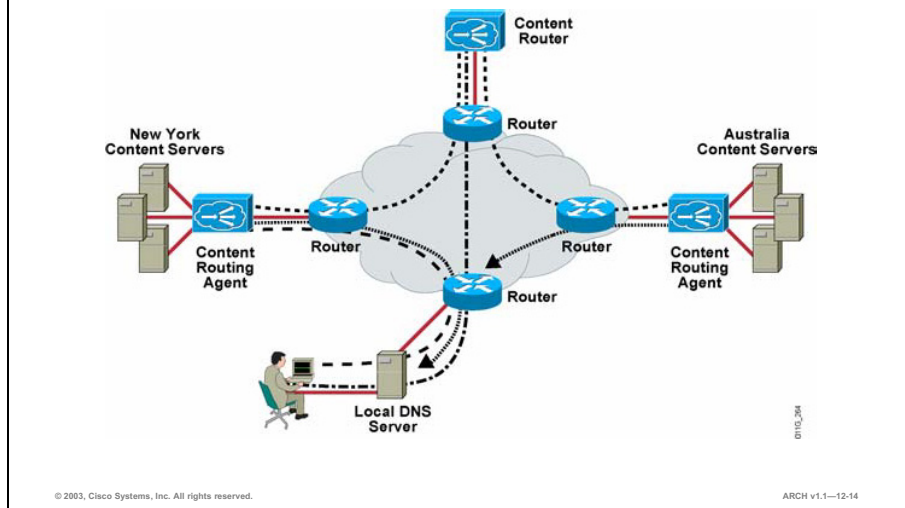 Content
Router
Router
New York
Content Servers
Australia
Content Servers
Router
Content
Routing
Agent
Router
Content
Routing
Agent
Router
Local DNS
Server
011G_264
© 2003, Cisco Systems, Inc. All rights reserved.
ARCH v1.1—12-14